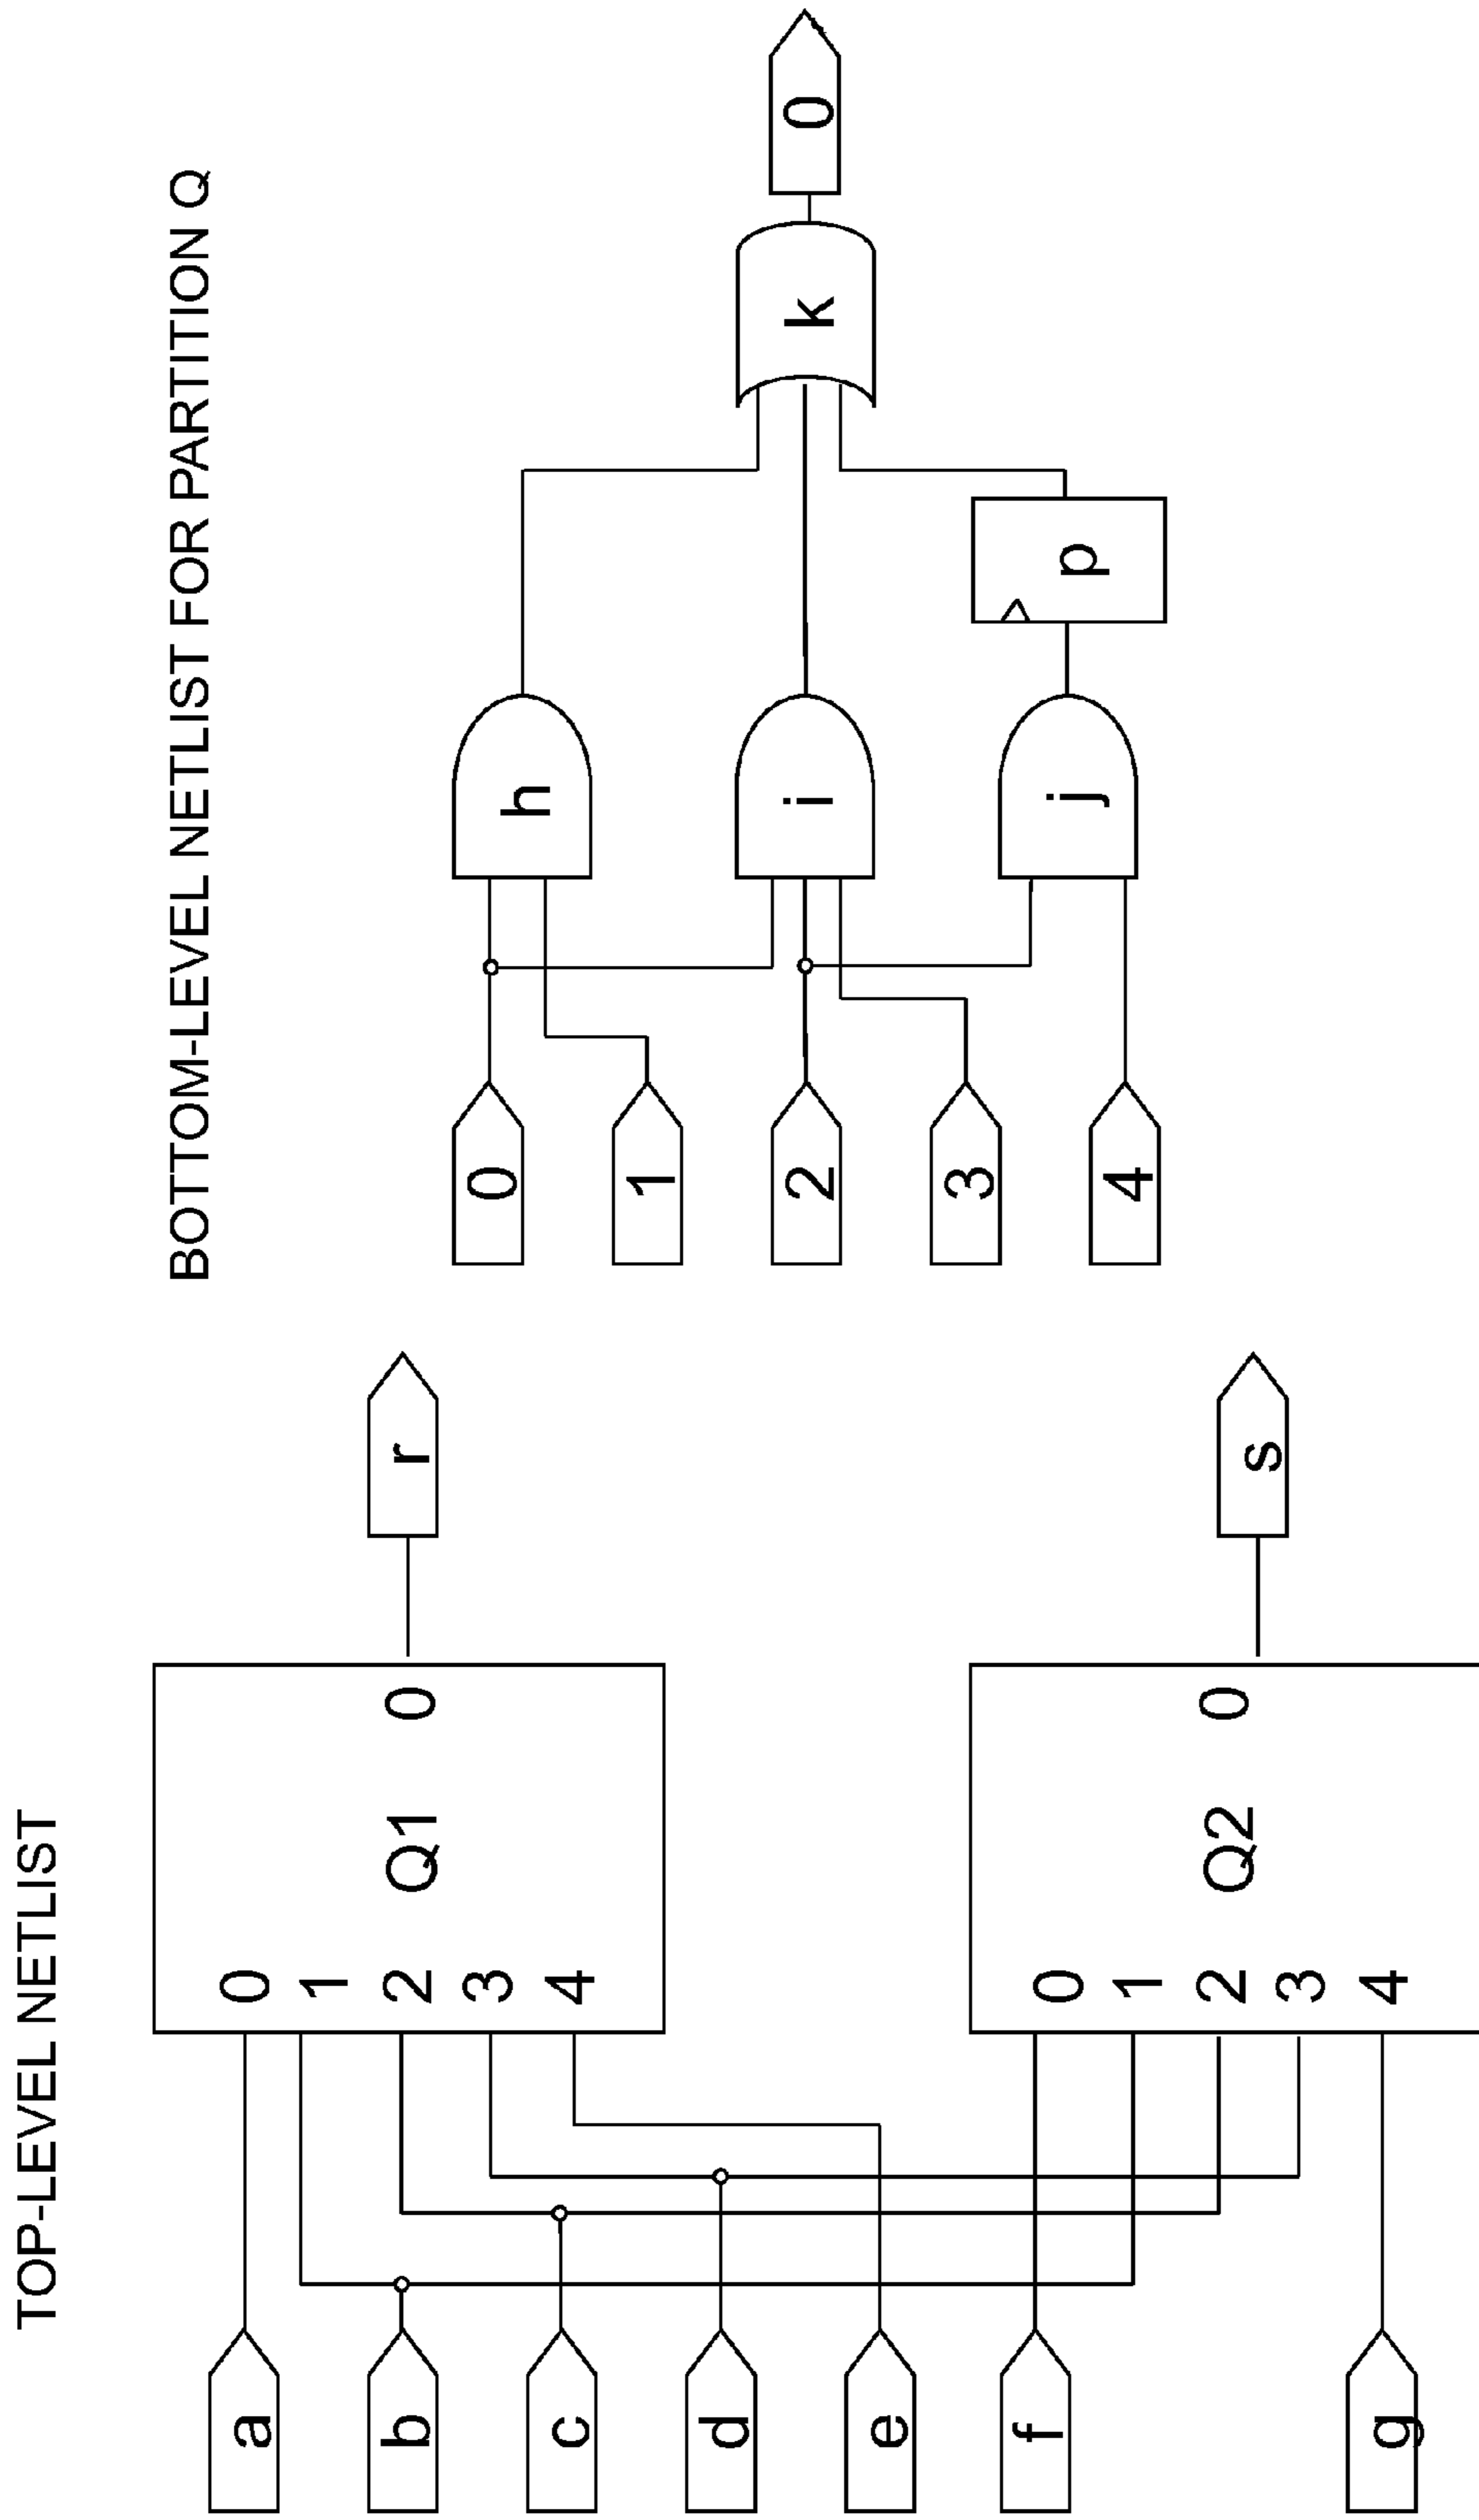 TOP-LEVEL NETLIST
a
b
c
d
e
f
g
0
1
2
3
4
Q1
0
0
1
2
3
4
Q2
0
r
s
BOTTOM-LEVEL NETLIST FOR PARTITION Q
0
1
2
3
4
h
i
j
p
k
0